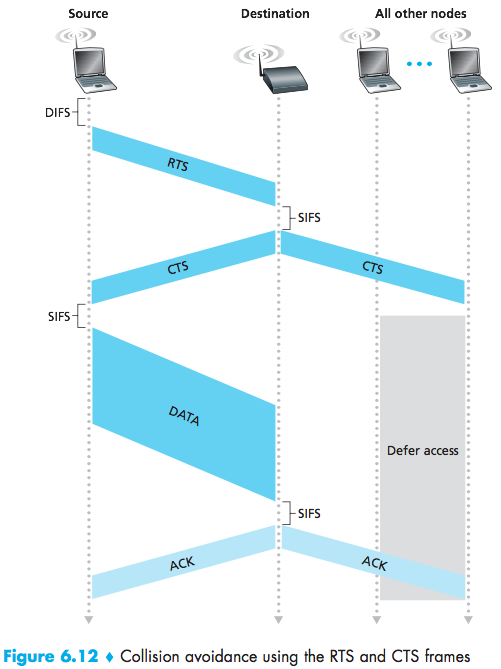 Source Destination All other nodes
DIFS
RTS
SIFS
CTS CTS
SIFS
DATA
Defer access
SIFS
ACK ACK
Figure 6.12 ♦ Collision avoidance using the RTS and CTS frames